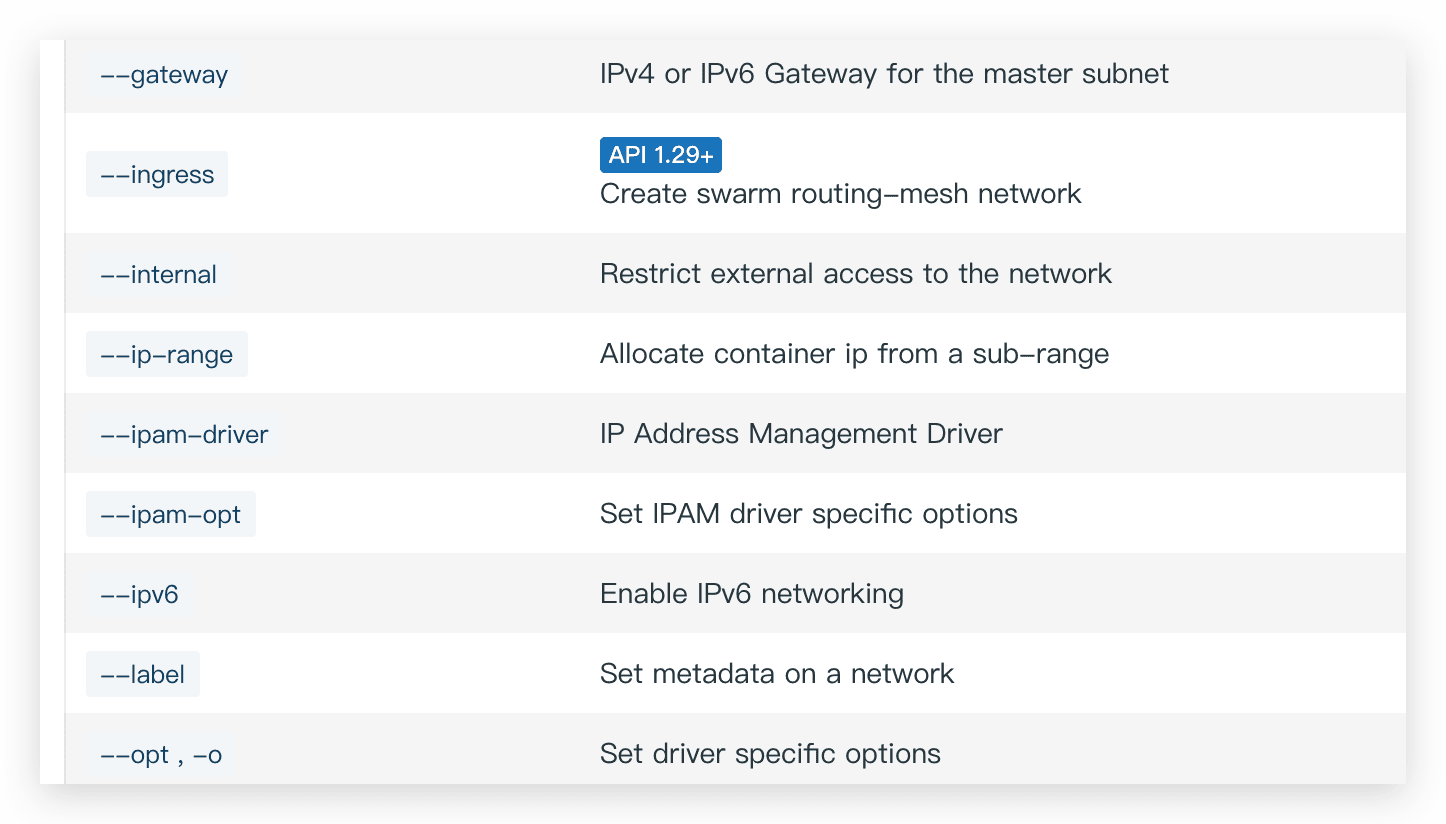 --gateway IPv4 or IPv6 Gateway for the master subnet
API 1.29+
--ingress
Create swarm routing-mesh network
--internal Restrict external access to the network
--ip-range Allocate container ip from a sub-range
--ipam-driver IP Address Management Driver
--ipam-opt Set IPAM driver specific options
--ipv6 Enable IPv6 networking
--label Set metadata on a network
--opt , -o Set driver specific options